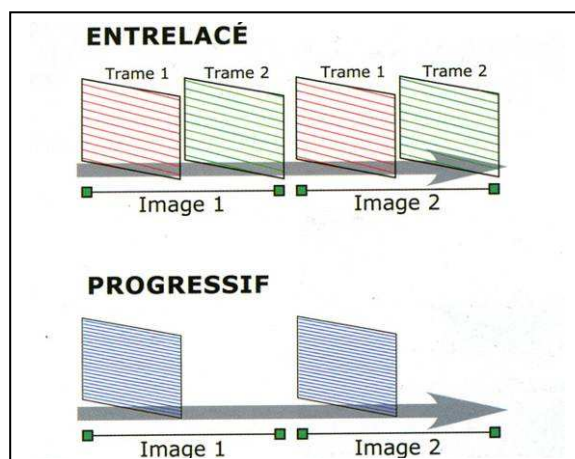 ENTRELACÉ
Trame 1 Trame 2 Trame 1 Trame 2
Image 1 Image 2
PROGRESSIF
Image 1 Image 2